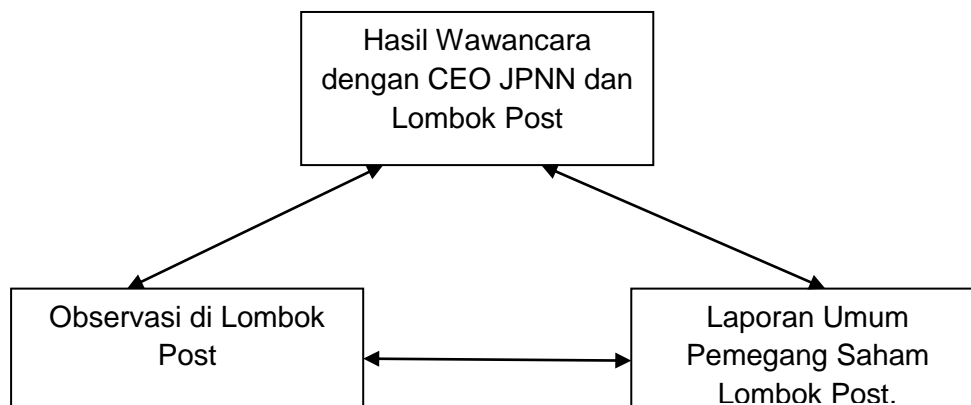 Hasil Wawancara
dengan CEO JPNN dan
Lombok Post
Observasi di Lombok
Post
Laporan Umum
Pemegang Saham
Lombok Post.